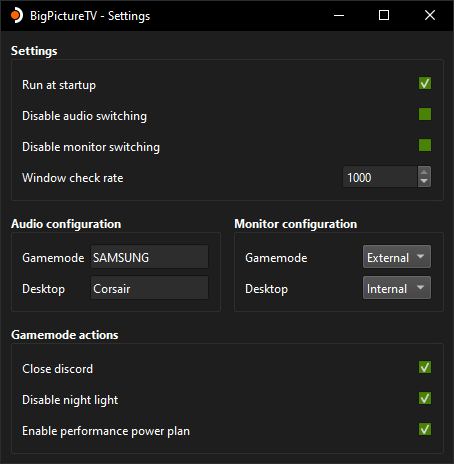 BigPictureTV - Settings
Settings
Run at startup
Disable audio switching
Disable monitor switching
Window check rate 1000
Audio configuration Monitor configuration
Gamemode SAMSUNG Gamemode External
Desktop Corsair Desktop Internal
Gamemode actions
Close discord
Disable night light
Enable performance power plan